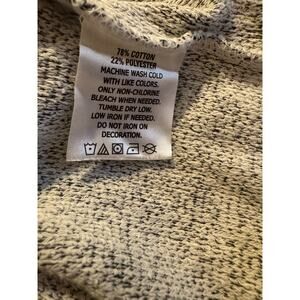 78% COTTON
22% POLYESTER
MACHINE WASH COLD
WITH LIKE COLORS.
ONLY NON-CHLORINE
BLEACH WHEN NEEDED.
TUMBLE DRY LOW.
LOW IRON IF NEEDED.
DO NOT IRON ON
DECORATION.